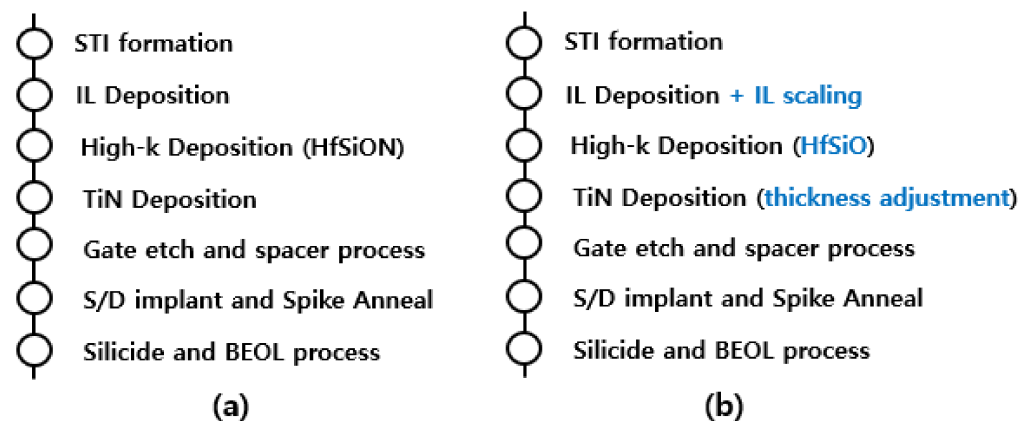 STI formation
IL Deposition
High-k Deposition (HfSiON)
TiN Deposition
Gate etch and spacer process
S/D implant and Spike Anneal
Silicide and BEOL process
(a)
STI formation
IL Deposition + IL scaling
High-k Deposition (HfSiO)
TiN Deposition (thickness adjustment)
Gate etch and spacer process
S/D implant and Spike Anneal
Silicide and BEOL process
(b)